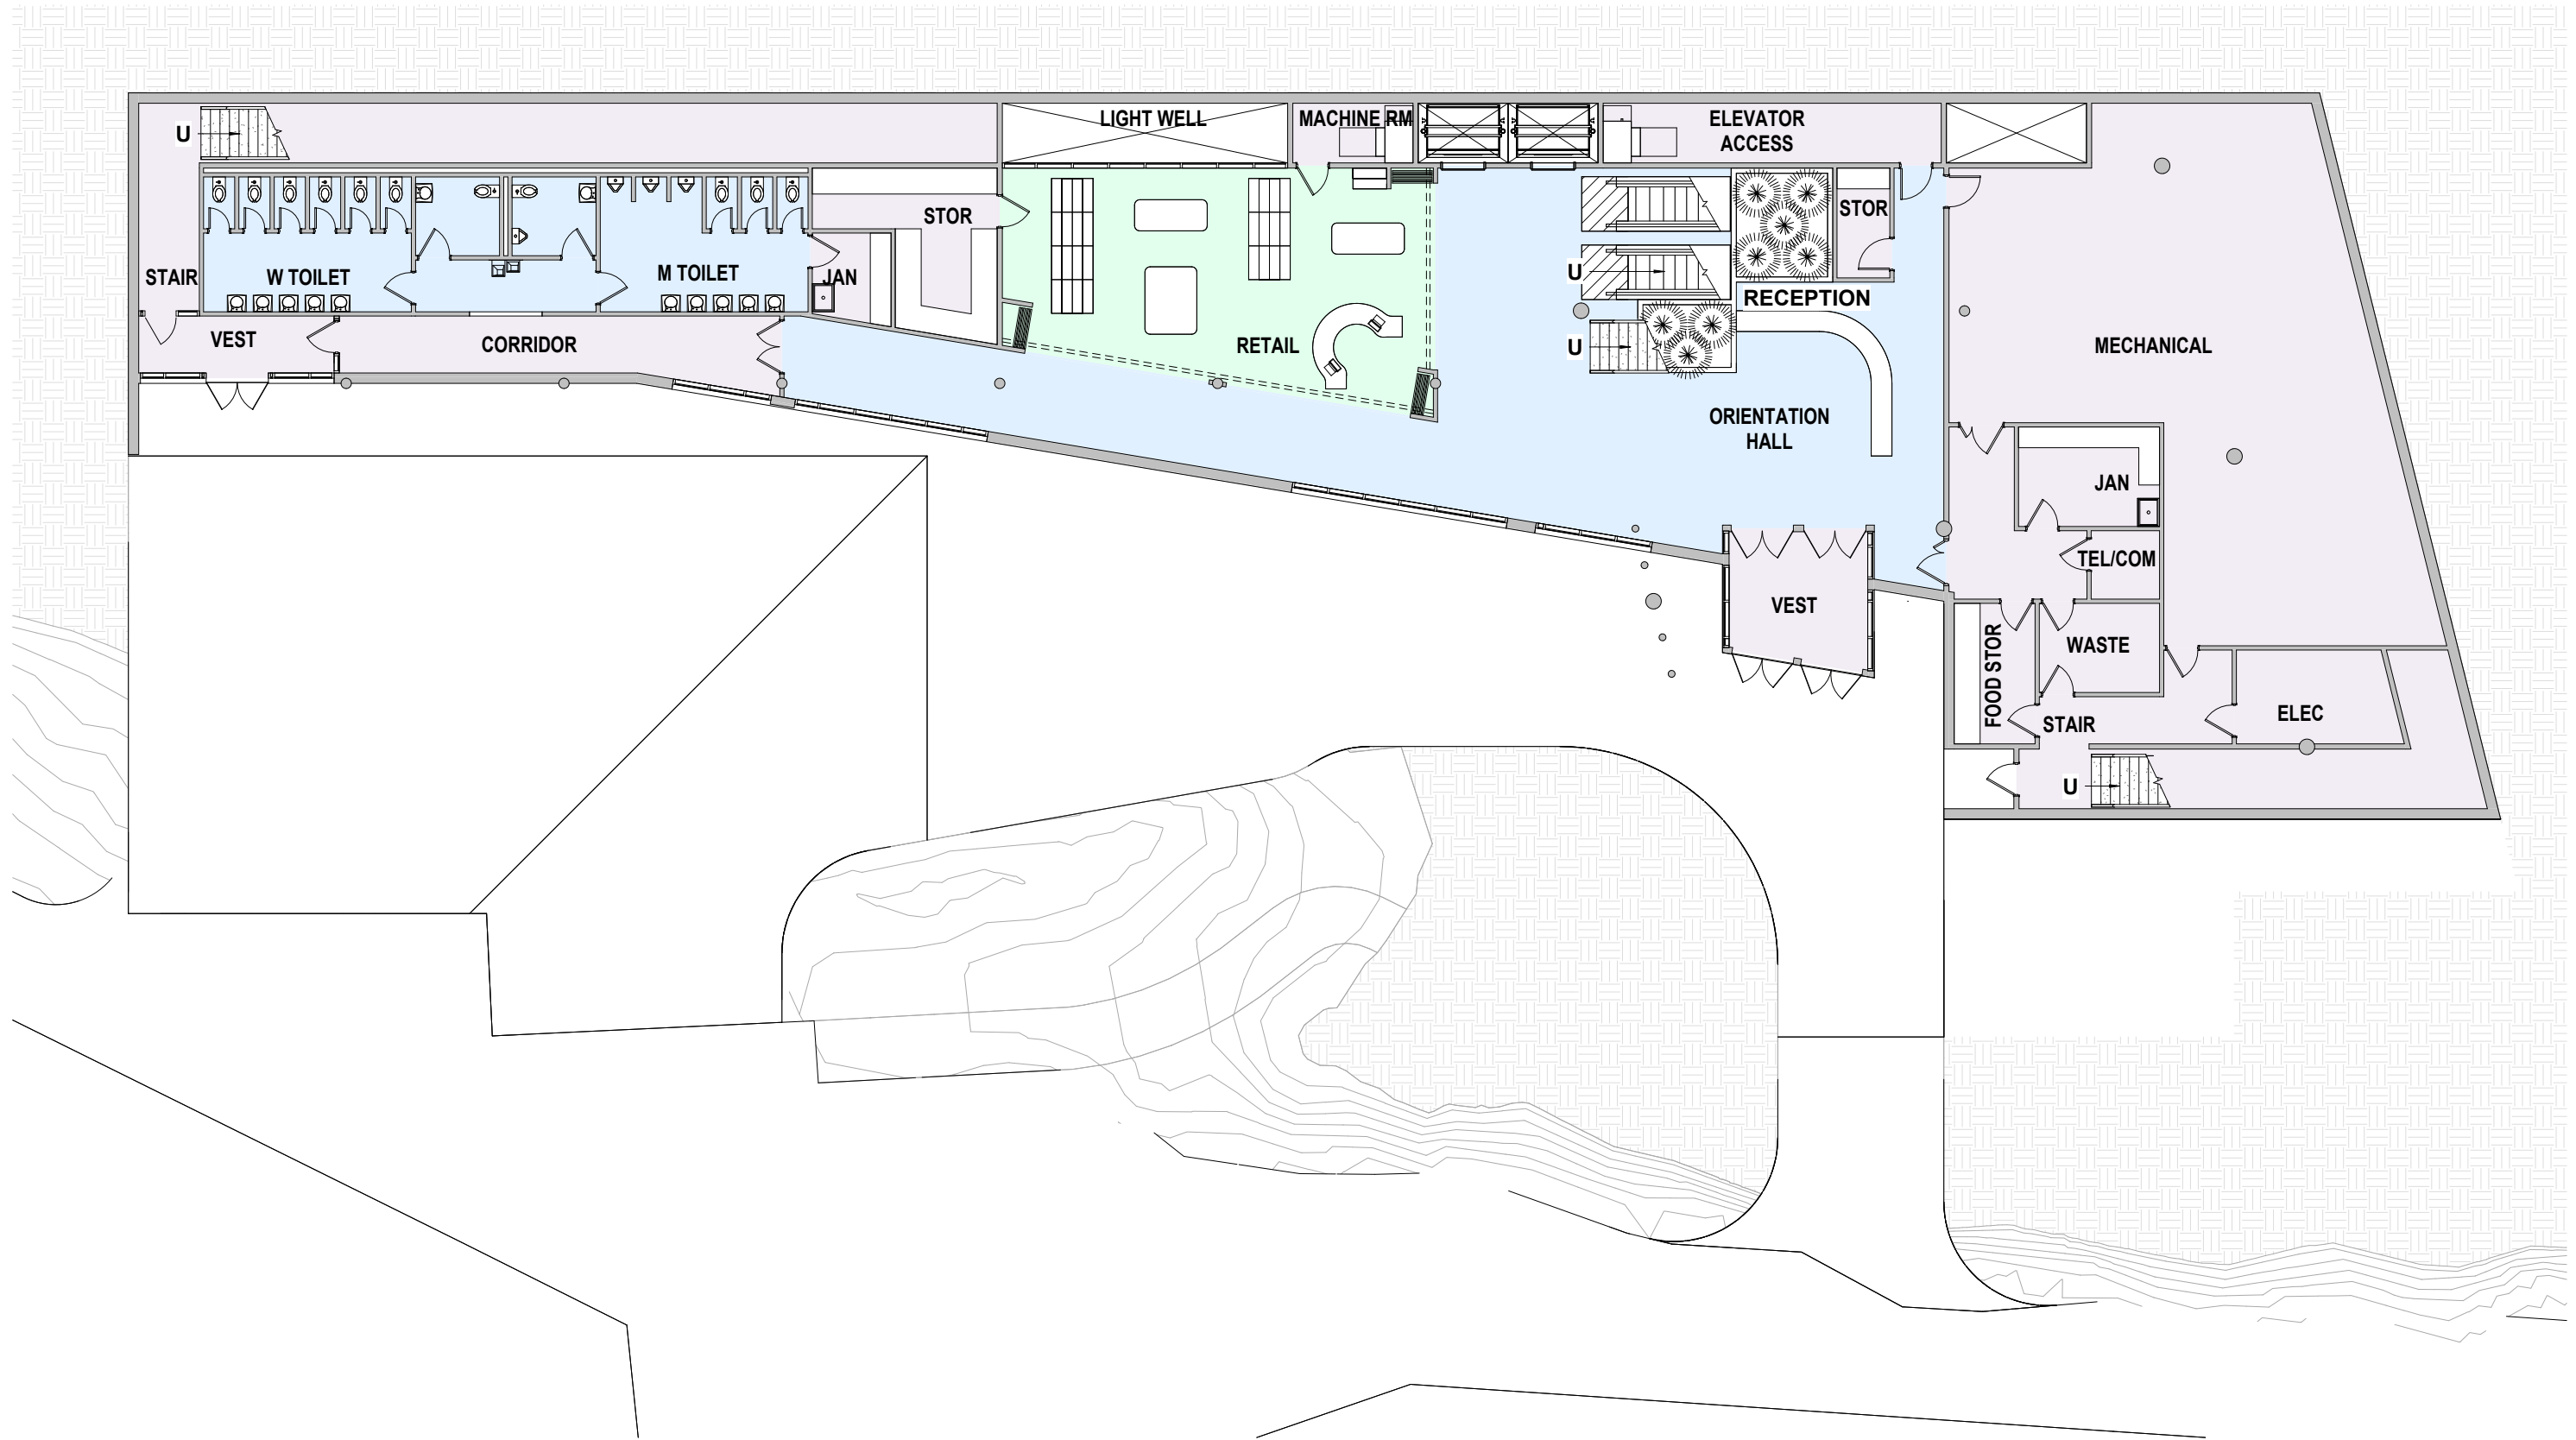 LIGHT WELL
MACHINE RM
ELEVATOR
ACCESS
U
STOR
STOR
STAIR
W TOILET
M TOILET
JAN
U
RECEPTION
VEST
CORRIDOR
RETAIL
U
MECHANICAL
ORIENTATION
HALL
JAN
TEL/COM
VEST
FOOD STOR
WASTE
STAIR
ELEC
U